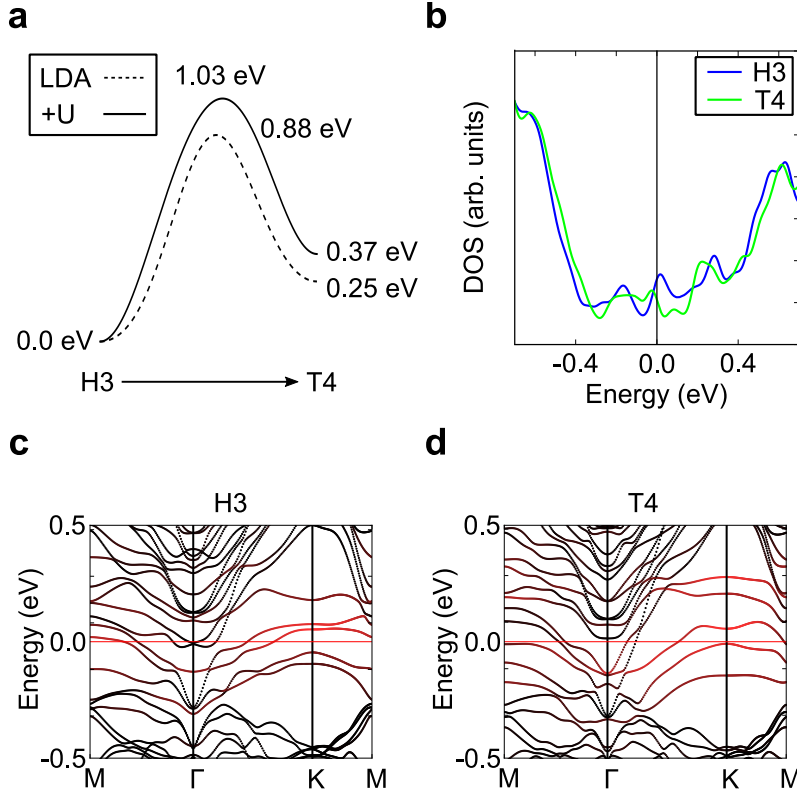 a
LDA
+U
1.03 eV
0.88 eV
0.37 eV
0.25 eV
0.0 eV
H3
T4
b
H3
T4
DOS (arb. units)
-0.4
0.0
0.4
Energy (eV)
c
H3
Energy (eV)
0.5
0.0
-0.5
M
Γ
K
M
d
T4
Energy (eV)
0.5
0.0
-0.5
M
Γ
K
M